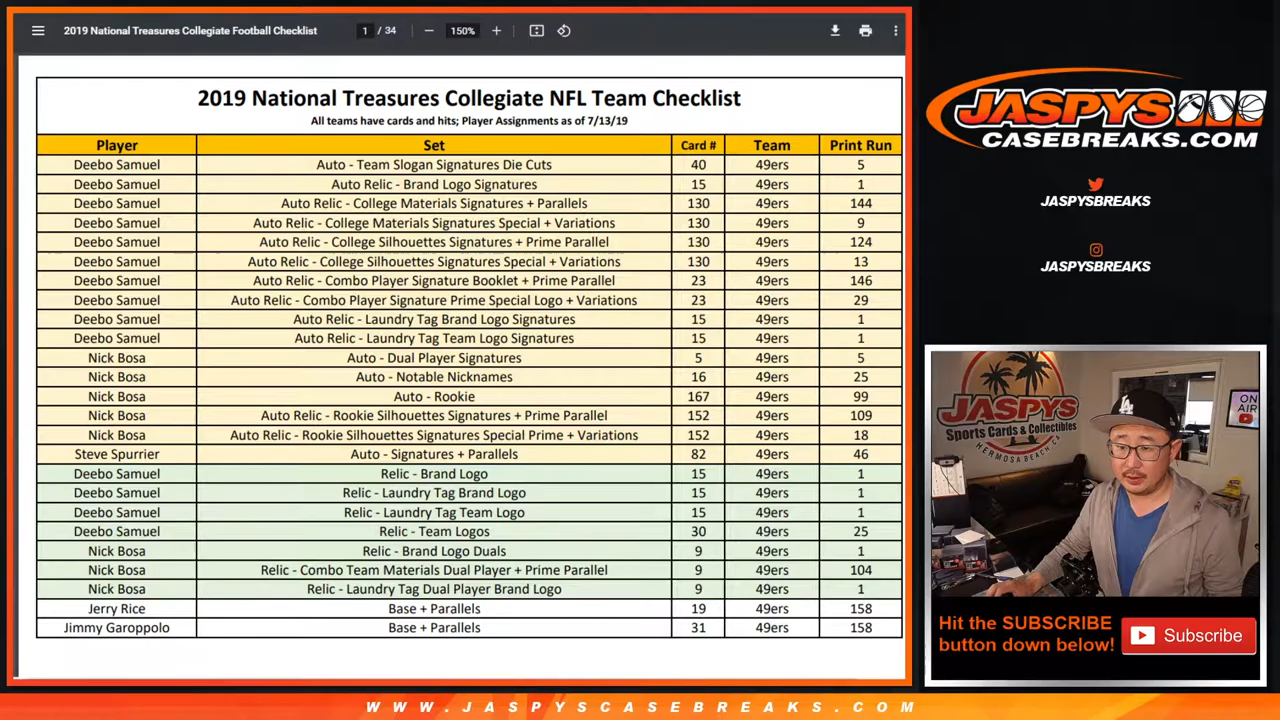 2019 National Treasures Collegiate Football Checklist 1 / 34 150%
2019 National Treasures Collegiate NFL Team Checklist
All teams have cards and hits; Player Assignments as of 7/13/19
Player Set Card # Team Print Run
Deebo Samuel Auto - Team Slogan Signatures Die Cuts 40 49ers 5
Deebo Samuel Auto Relic - Brand Logo Signatures 15 49ers 1
Deebo Samuel Auto Relic - College Materials Signatures + Parallels 130 49ers 144
Deebo Samuel Auto Relic - College Materials Signatures Special + Variations 130 49ers 9
Deebo Samuel Auto Relic - College Silhouettes Signatures + Prime Parallel 130 49ers 124
Deebo Samuel Auto Relic - College Silhouettes Signatures Special + Variations 130 49ers 13
Deebo Samuel Auto Relic - Combo Player Signature Booklet + Prime Parallel 23 49ers 146
Deebo Samuel Auto Relic - Combo Player Signature Prime Special Logo + Variations 23 49ers 29
Deebo Samuel Auto Relic - Laundry Tag Brand Logo Signatures 15 49ers 1
Deebo Samuel Auto Relic - Laundry Tag Team Logo Signatures 15 49ers 1
Nick Bosa Auto - Dual Player Signatures 5 49ers 5
Nick Bosa Auto - Notable Nicknames 16 49ers 25
Nick Bosa Auto - Rookie 167 49ers 99
Nick Bosa Auto Relic - Rookie Silhouettes Signatures + Prime Parallel 152 49ers 109
Nick Bosa Auto Relic - Rookie Silhouettes Signatures Special Prime + Variations 152 49ers 18
Steve Spurrier Auto - Signatures + Parallels 82 49ers 46
Deebo Samuel Relic - Brand Logo 15 49ers 1
Deebo Samuel Relic - Laundry Tag Brand Logo 15 49ers 1
Deebo Samuel Relic - Laundry Tag Team Logo 15 49ers 1
Deebo Samuel Relic - Team Logos 30 49ers 25
Nick Bosa Relic - Brand Logo Duals 9 49ers 1
Nick Bosa Relic - Combo Team Materials Dual Player + Prime Parallel 9 49ers 104
Nick Bosa Relic - Laundry Tag Dual Player Brand Logo 9 49ers 1
Jerry Rice Base + Parallels 19 49ers 158
Jimmy Garoppolo Base + Parallels 31 49ers 158
JASPYS
CASEBREAKS.COM
JASPYSBREAKS
JASPYSBREAKS
JASPYS
Sports Cards & Collectibles
HERMOSA BEACH, CA
LA
ON
AIR
Hit the SUBSCRIBE
button down below!
Subscribe
WWW.JASPYSCASEBREAKS.COM